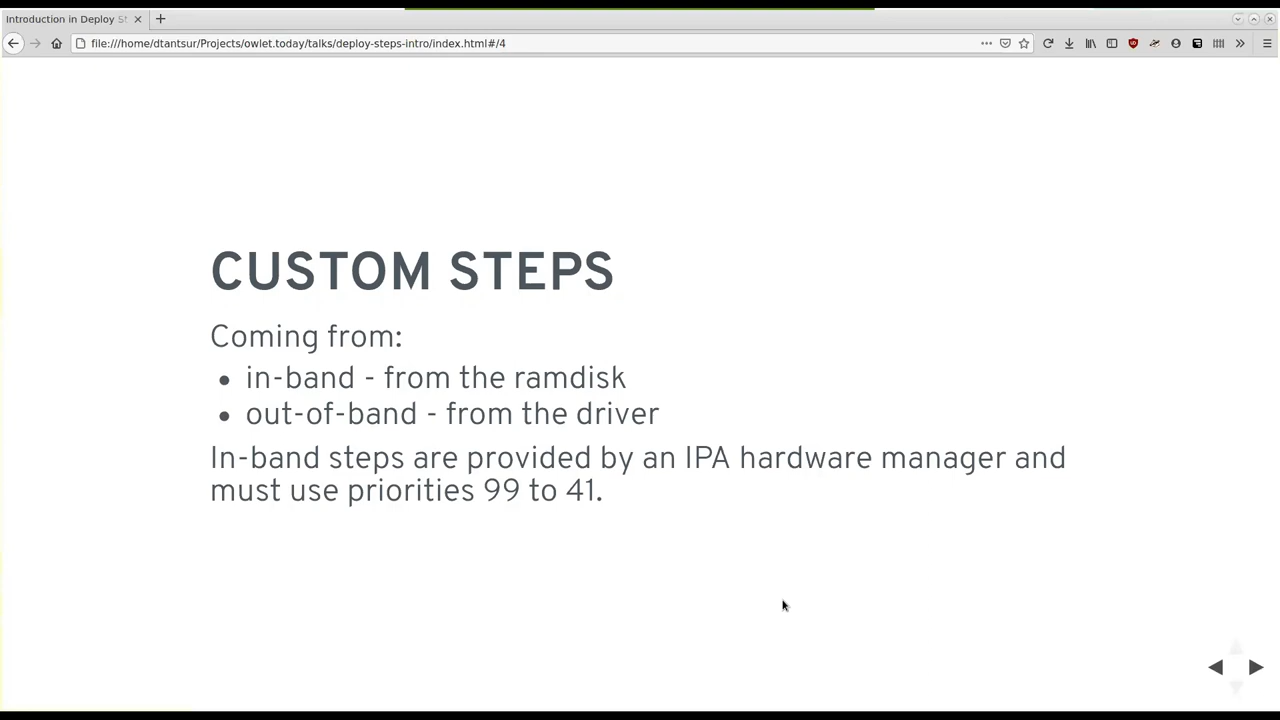 Introduction in Deploy St
file:///home/dtantsur/Projects/owlet.today/talks/deploy-steps-intro/index.html#/4
CUSTOM STEPS
Coming from:
in-band - from the ramdisk
out-of-band - from the driver
In-band steps are provided by an IPA hardware manager and
must use priorities 99 to 41.